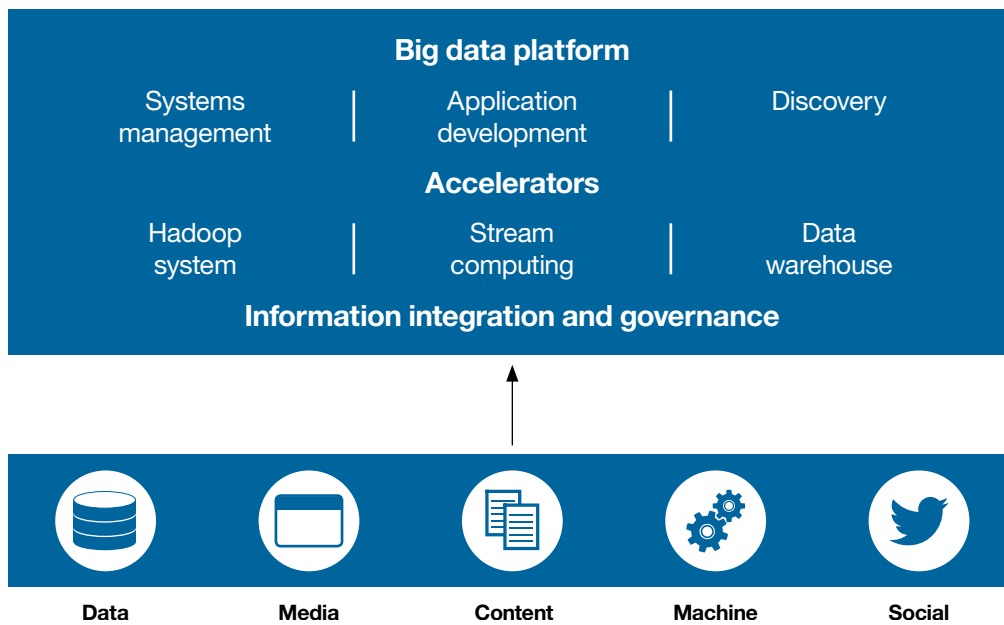 Big data platform
Systems
management
Application
development
Discovery
Accelerators
Hadoop
system
Stream
computing
Data
warehouse
Information integration and governance
Data
Media
Content
Machine
Social